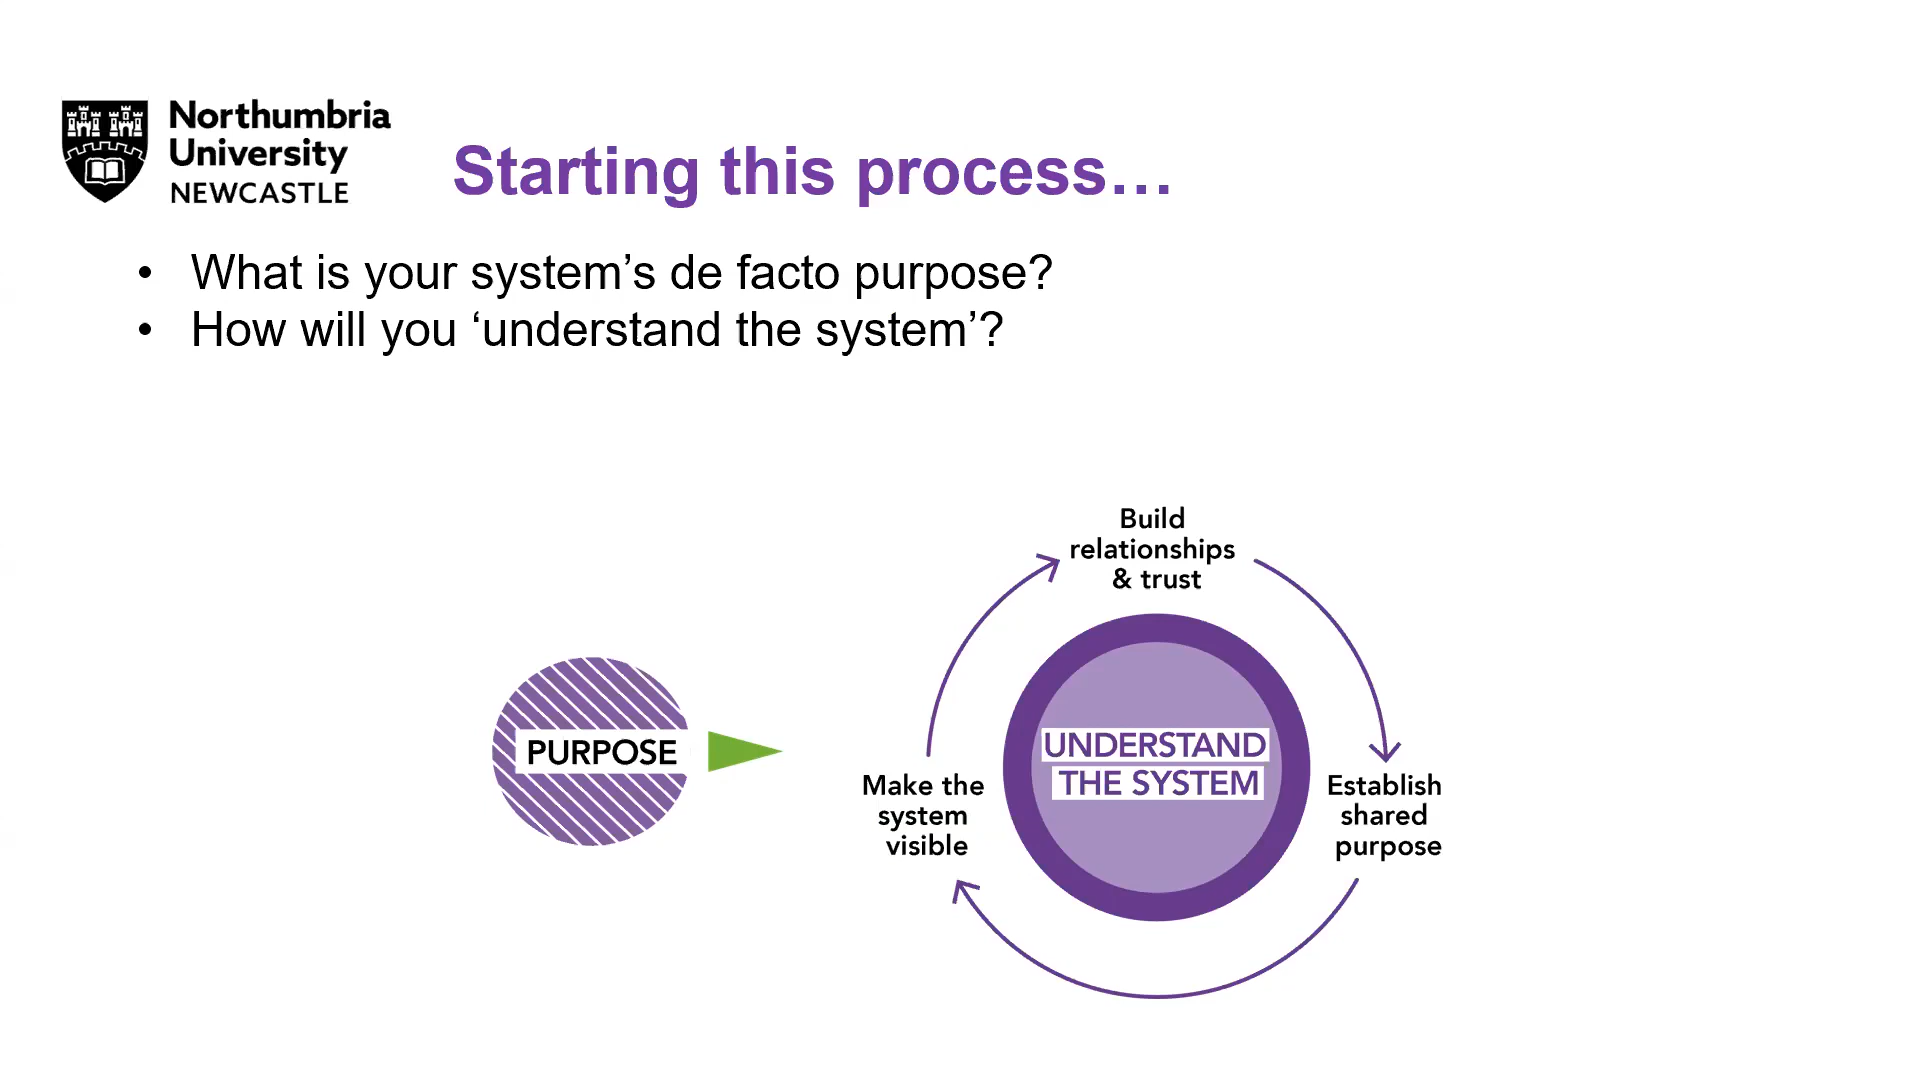 Northumbria
University
NEWCASTLE
Starting this process…
• What is your system’s de facto purpose?
• How will you ‘understand the system’?
Build
relationships
& trust
PURPOSE
UNDERSTAND
THE SYSTEM
Make the
system
visible
Establish
shared
purpose